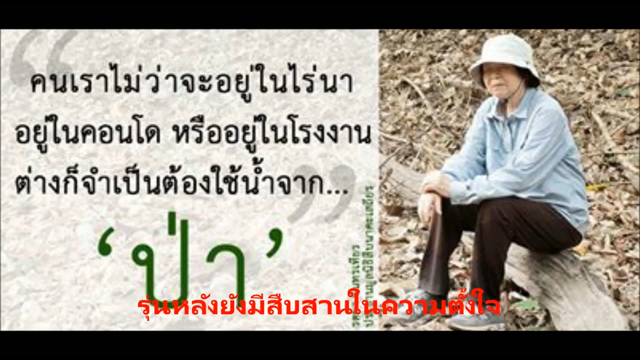 คนเราไม่ว่าจะอยู่ในไร่นา
อยู่ในคอนโด หรืออยู่ในโรงงาน
ต่างก็จำเป็นต้องใช้น้ำจาก...
‘ป่า’
รุ่นหลังยังมีสืบสานในความตั้งใจ